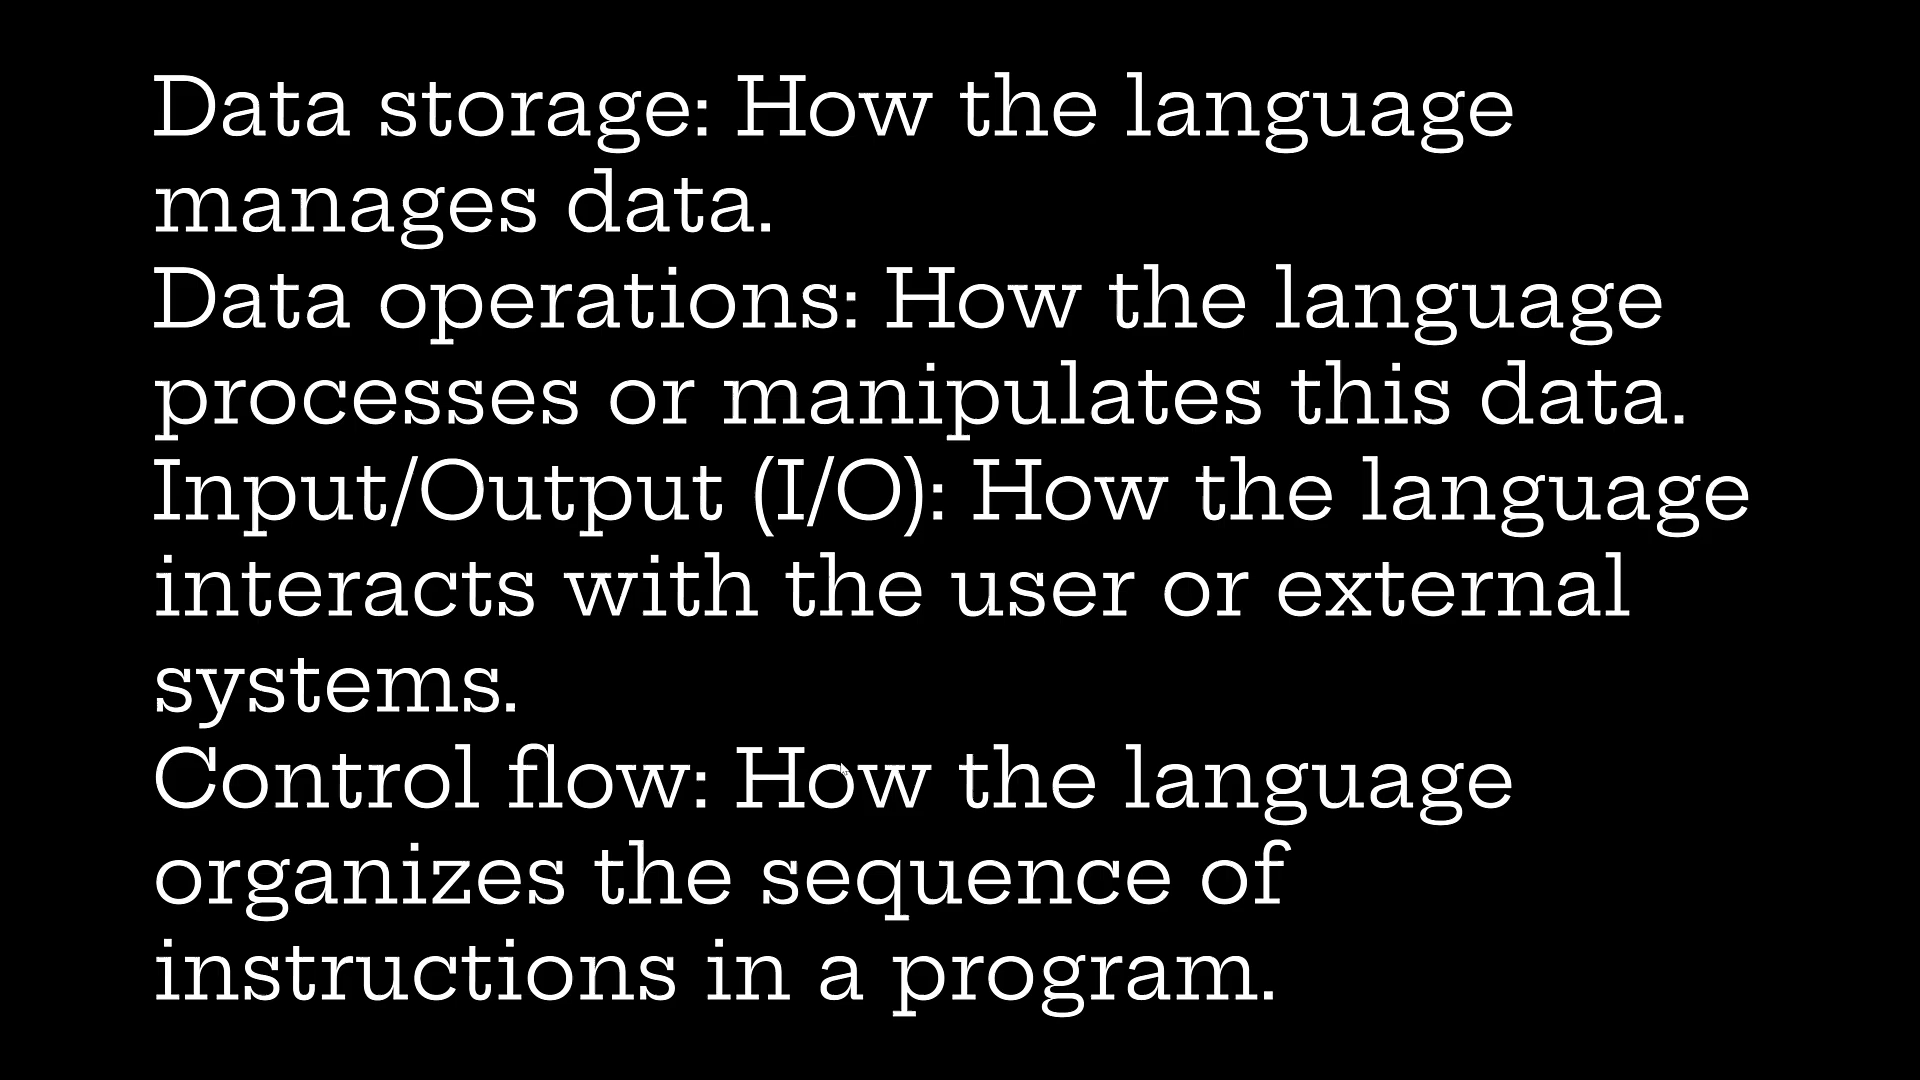 Data storage: How the language
manages data.
Data operations: How the language
processes or manipulates this data.
Input/Output (I/O): How the language
interacts with the user or external
systems.
Control flow: How the language
organizes the sequence of
instructions in a program.